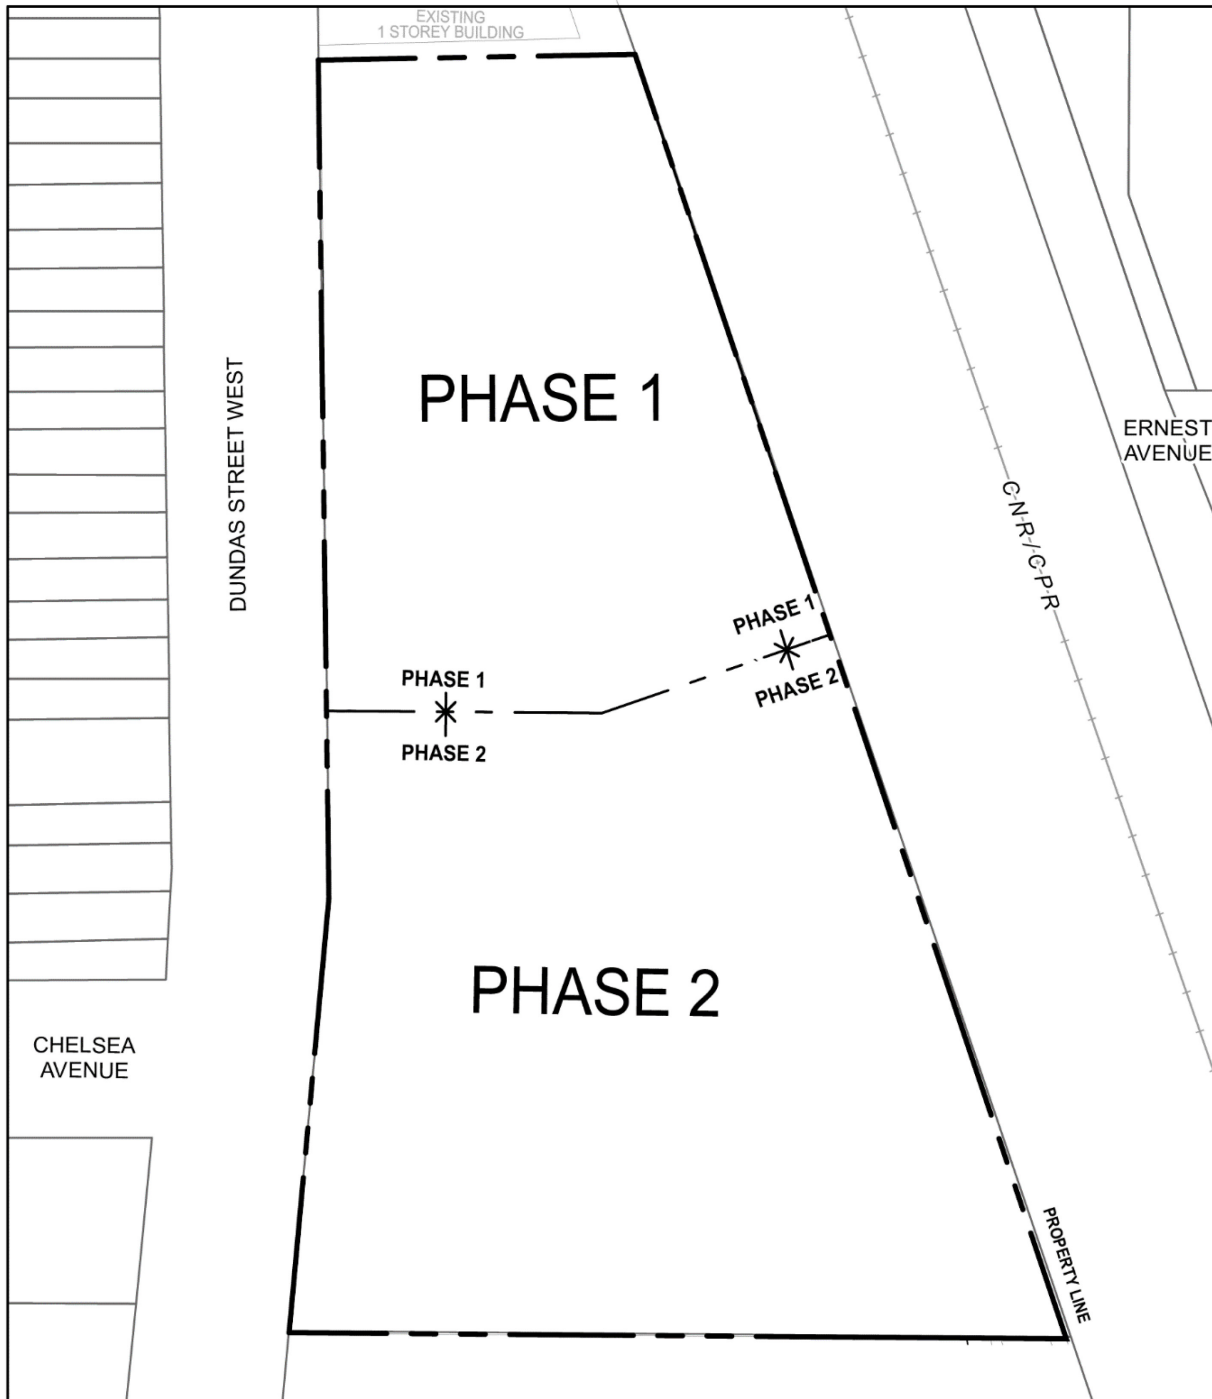 EXISTING
1 STOREY BUILDING
PHASE 1
DUNDAS STREET WEST
ERNEST
AVENUE
C-N-R-/-C-P-R
PHASE 1
PHASE 2
PHASE 1
PHASE 2
PHASE 2
CHELSEA
AVENUE
PROPERTY LINE